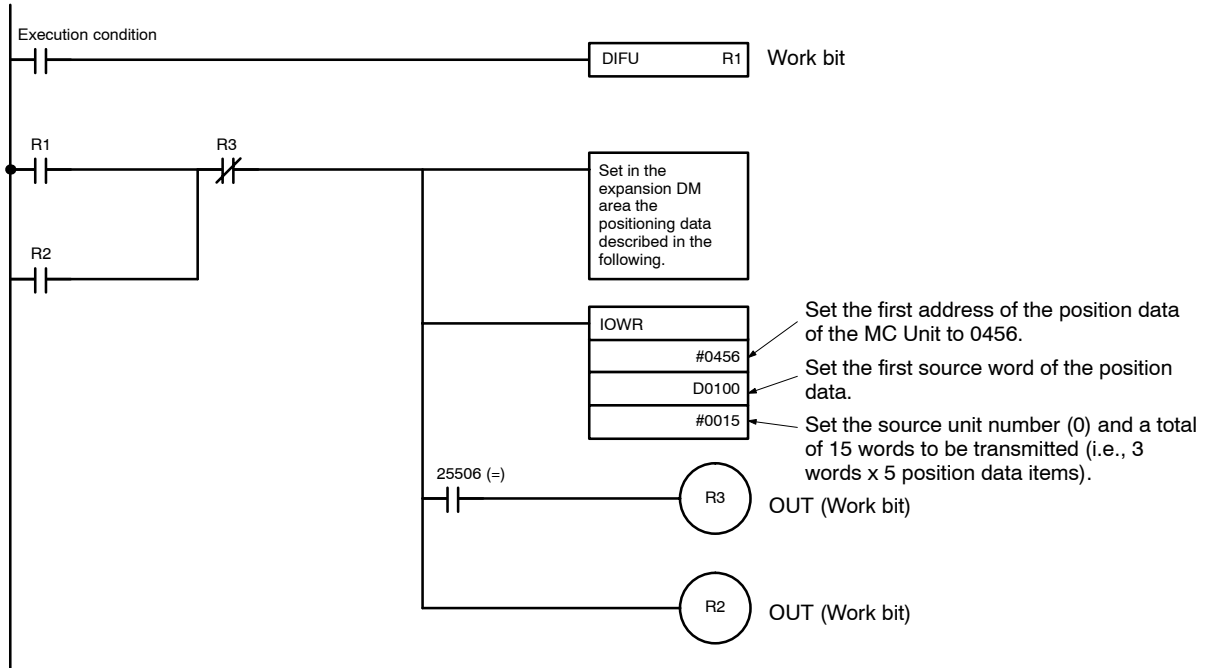 Execution condition
DIFU R1 Work bit
R1 R3
Set in the
expansion DM
area the
positioning data
described in the
following.
R2
IOWR
#0456
D0100
#0015
Set the first address of the position data
of the MC Unit to 0456.
Set the first source word of the position
data.
Set the source unit number (0) and a total
of 15 words to be transmitted (i.e., 3
words x 5 position data items).
25506 (=)
R3
OUT (Work bit)
R2
OUT (Work bit)